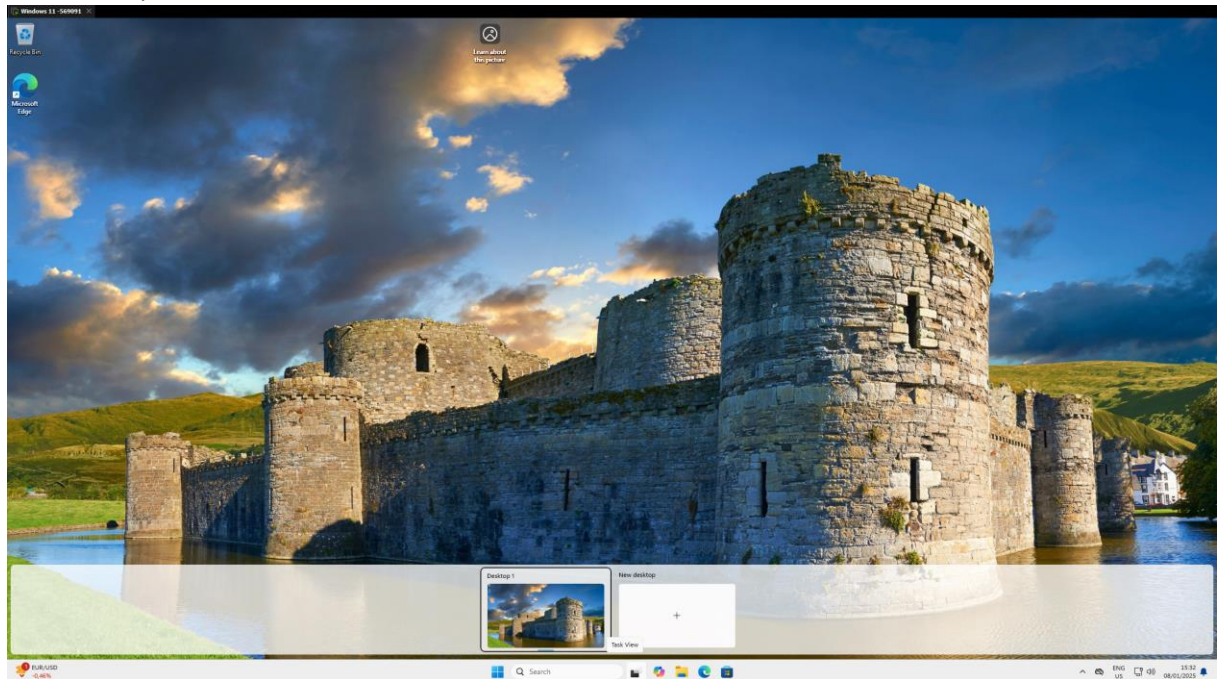 Windows 11 -569091
Recycle Bin
Microsoft
Edge
Learn about
this picture
Desktop 1
New desktop
Task View
EUR/USD
-0,46%
Search
ENG
US
15:32
08/01/2025